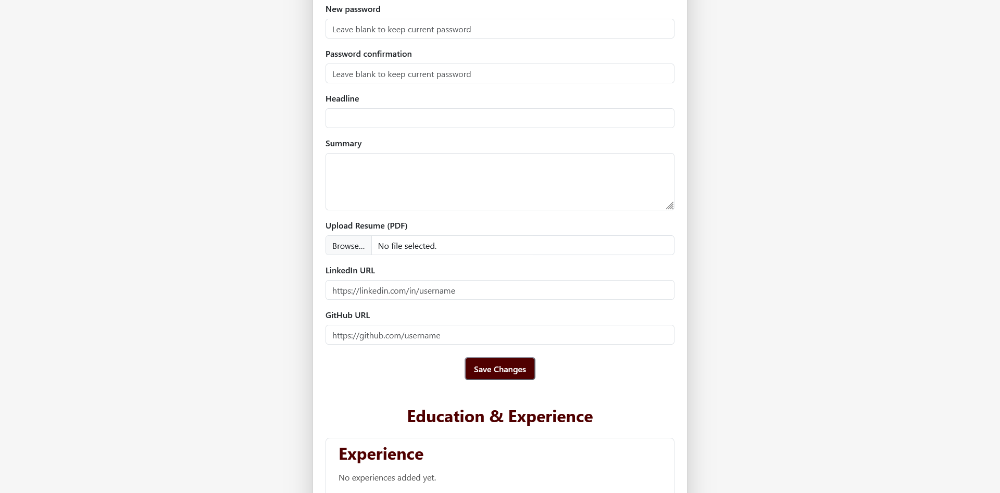 New password
Leave blank to keep current password
Password confirmation
Leave blank to keep current password
Headline
Summary
Upload Resume (PDF)
Browse... No file selected.
LinkedIn URL
https://linkedin.com/in/username
GitHub URL
https://github.com/username
Save Changes
Education & Experience
Experience
No experiences added yet.